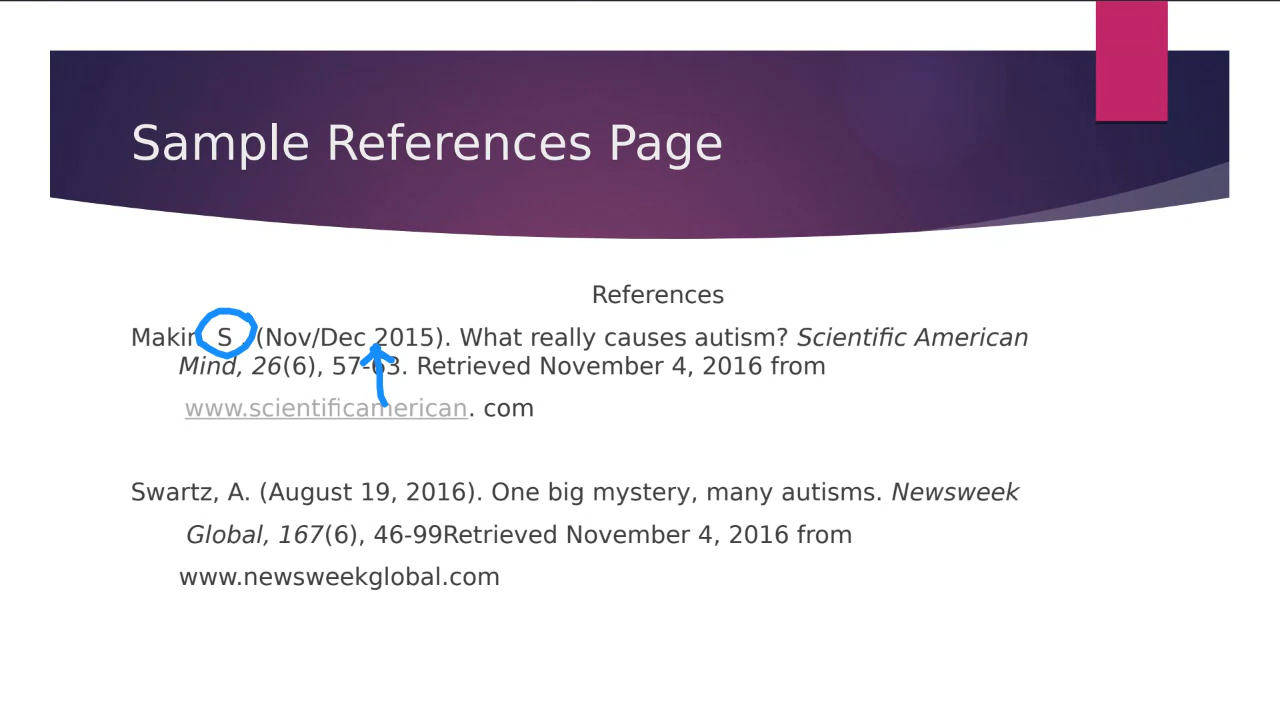 Sample References Page
References
Makin, S. (Nov/Dec 2015). What really causes autism? Scientific American
Mind, 26(6), 57-63. Retrieved November 4, 2016 from
www.scientificamerican. com
Swartz, A. (August 19, 2016). One big mystery, many autisms. Newsweek
Global, 167(6), 46-99Retrieved November 4, 2016 from
www.newsweekglobal.com